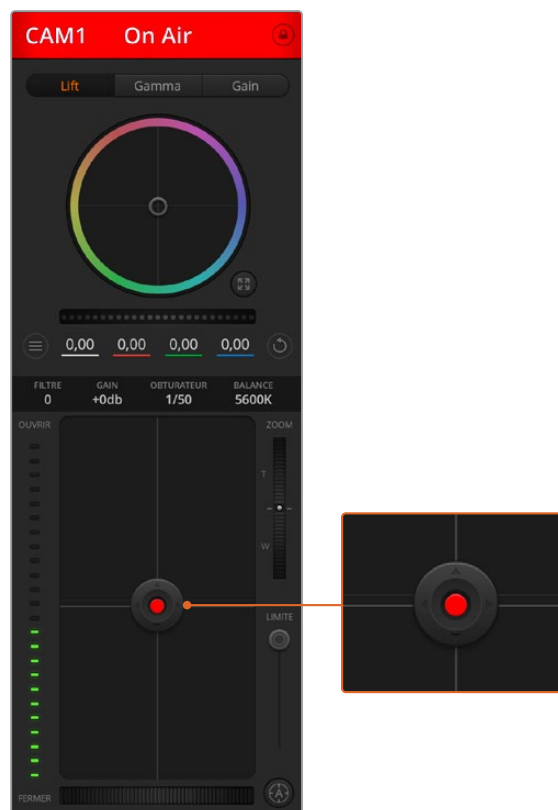 CAM1 On Air
Lift Gamma Gain
0,00 0,00 0,00 0,00
FILTRE GAIN OBTURATEUR BALANCE
0 +0db 1/50 5600K
OUVRIR ZOOM
T
W
LIMITE
FERMER A